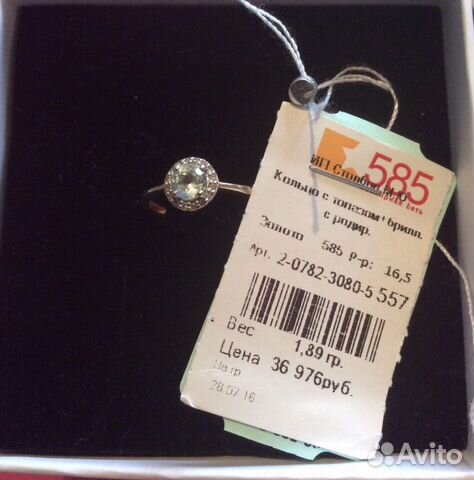 585
ИП
Кольцо с топазом+брилл.
с родир.
Золото 585 Р-р: 16,5
Арт. 2-0782-3080-5 557
Вес 1,89 гр.
Цена 36 976руб.
28.07.16
Avito